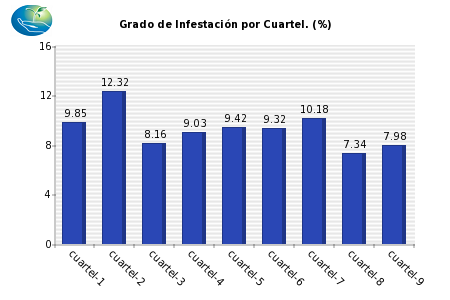 Grado de Infestación por Cuartel. (%)
16
12
8
4
0
9.85
12.32
8.16
9.03
9.42
9.32
10.18
7.34
7.98
cuartel-1
cuartel-2
cuartel-3
cuartel-4
cuartel-5
cuartel-6
cuartel-7
cuartel-8
cuartel-9